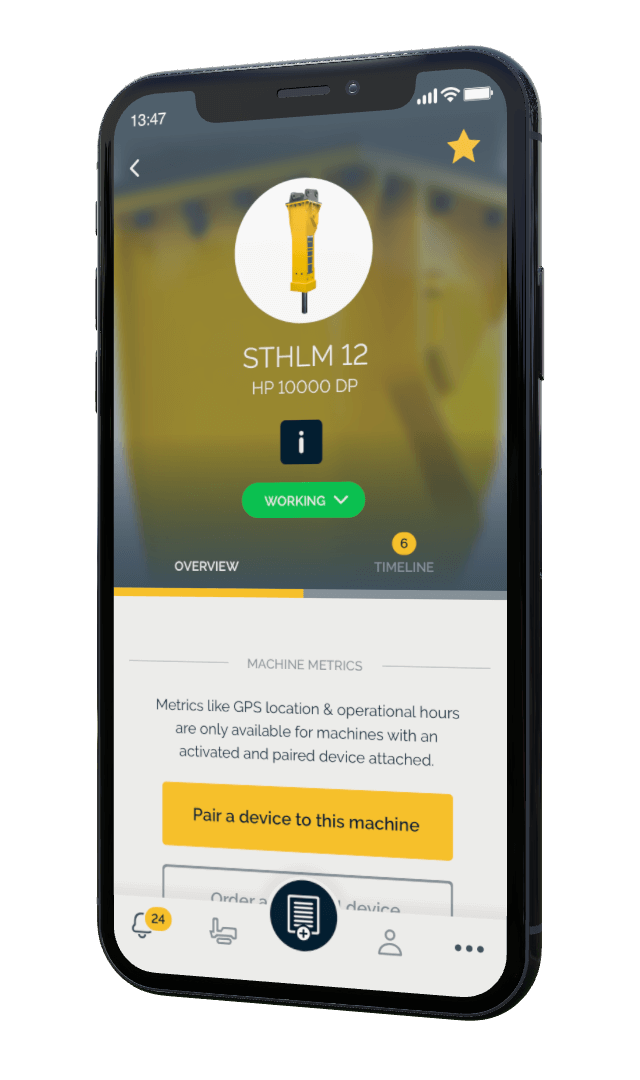 13:47
STHLM 12
HP 10000 DP
i
WORKING
6
OVERVIEW
TIMELINE
MACHINE METRICS
Metrics like GPS location & operational hours
are only available for machines with an
activated and paired device attached.
Pair a device to this machine
Order a device
24